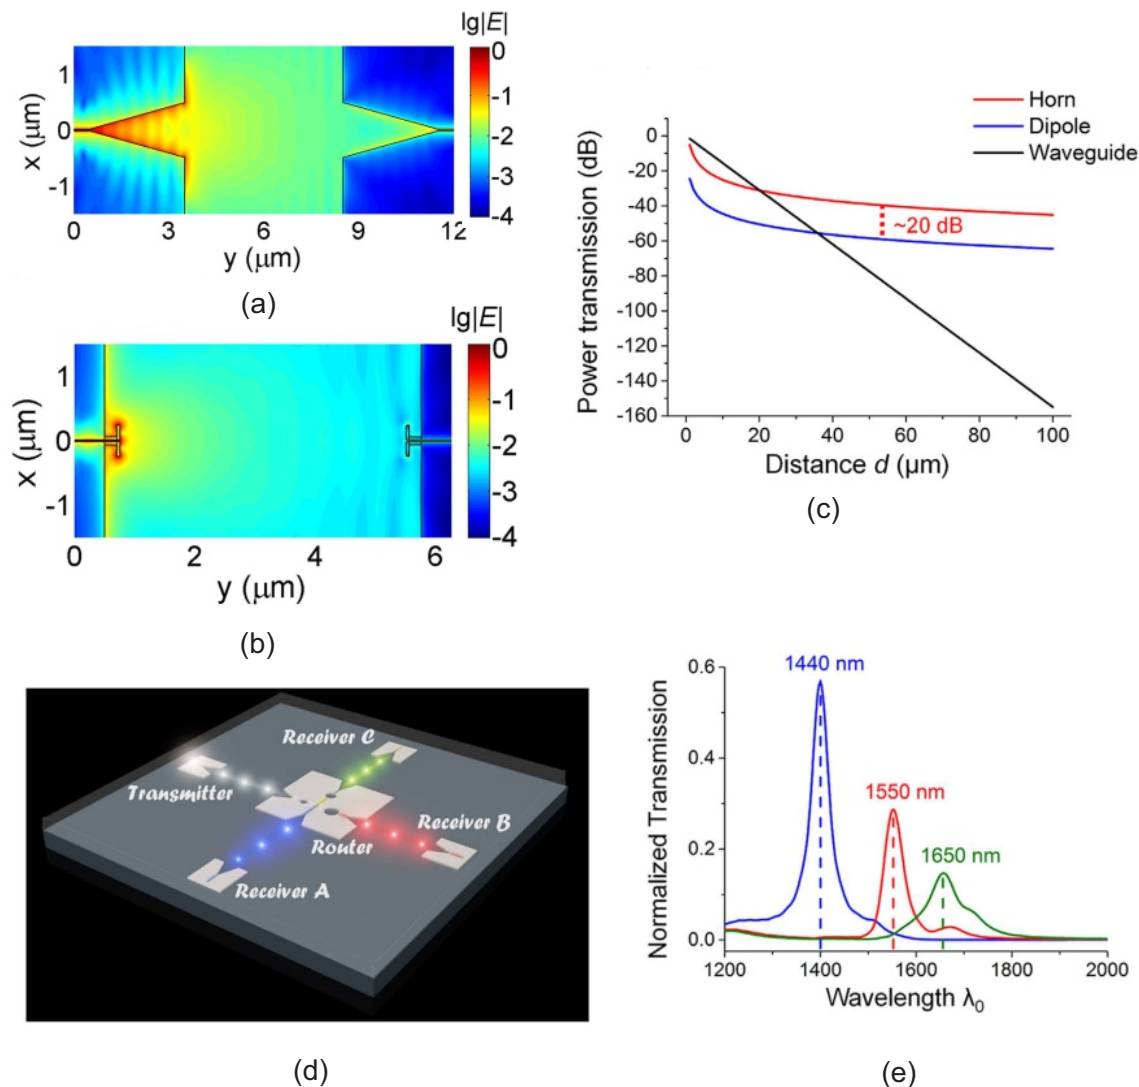 lg|E|
0
-1
-2
-3
-4
1
0
-1
x (μm)
0 3 6 9 12
y (μm)
(a)
lg|E|
0
-1
-2
-3
-4
1
0
-1
x (μm)
0 2 4 6
y (μm)
(b)
Horn
Dipole
Waveguide
Power transmission (dB)
0
-20
-40
-60
-80
-100
-120
-140
-160
~20 dB
0 20 40 60 80 100
Distance d (μm)
(c)
Receiver C
Transmitter
Receiver B
Router
Receiver A
(d)
Normalized Transmission
0.6
0.4
0.2
0.0
1440 nm
1550 nm
1650 nm
1200 1400 1600 1800 2000
Wavelength λ0
(e)